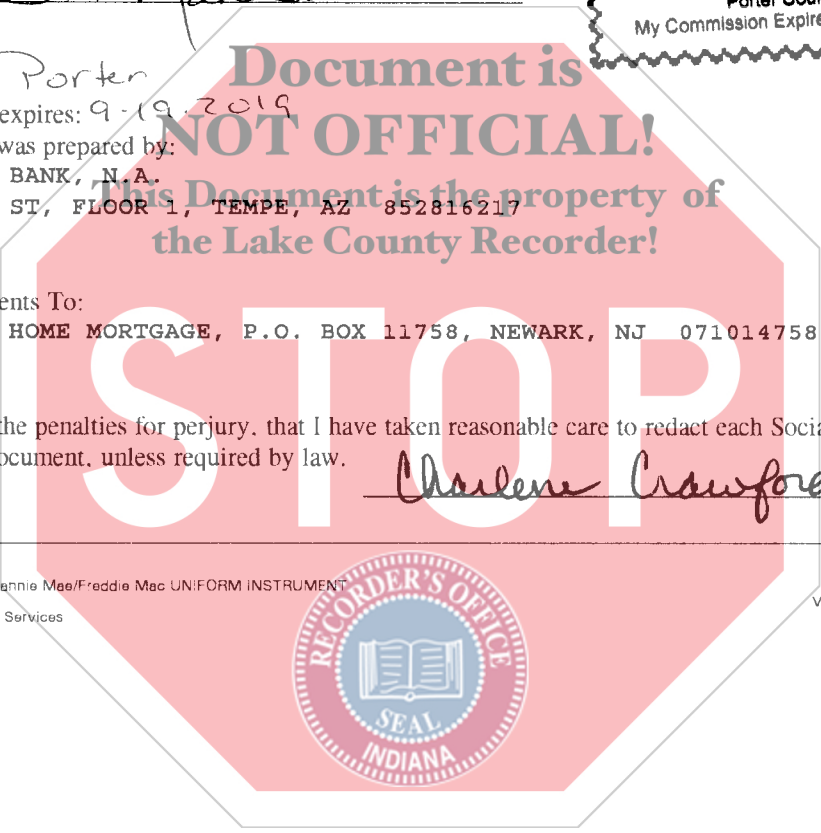 Porter Coun
My Commission Expire
Document is
Porter
expires: 9-19-2019
NOT OFFICIAL!
was prepared by:
BANK, N.A.
This Document is the property of
ST, FLOOR 1, TEMPE, AZ 852816217
the Lake County Recorder!
ents To:
HOME MORTGAGE, P.O. BOX 11758, NEWARK, NJ 071014758
STOP
the penalties for perjury, that I have taken reasonable care to redact each Socia
ocument, unless required by law.
Charlene Crawford
annie Mae/Freddie Mac UNIFORM INSTRUMENT
Services
V
RECORDER'S OFFICE
SEAL
INDIANA